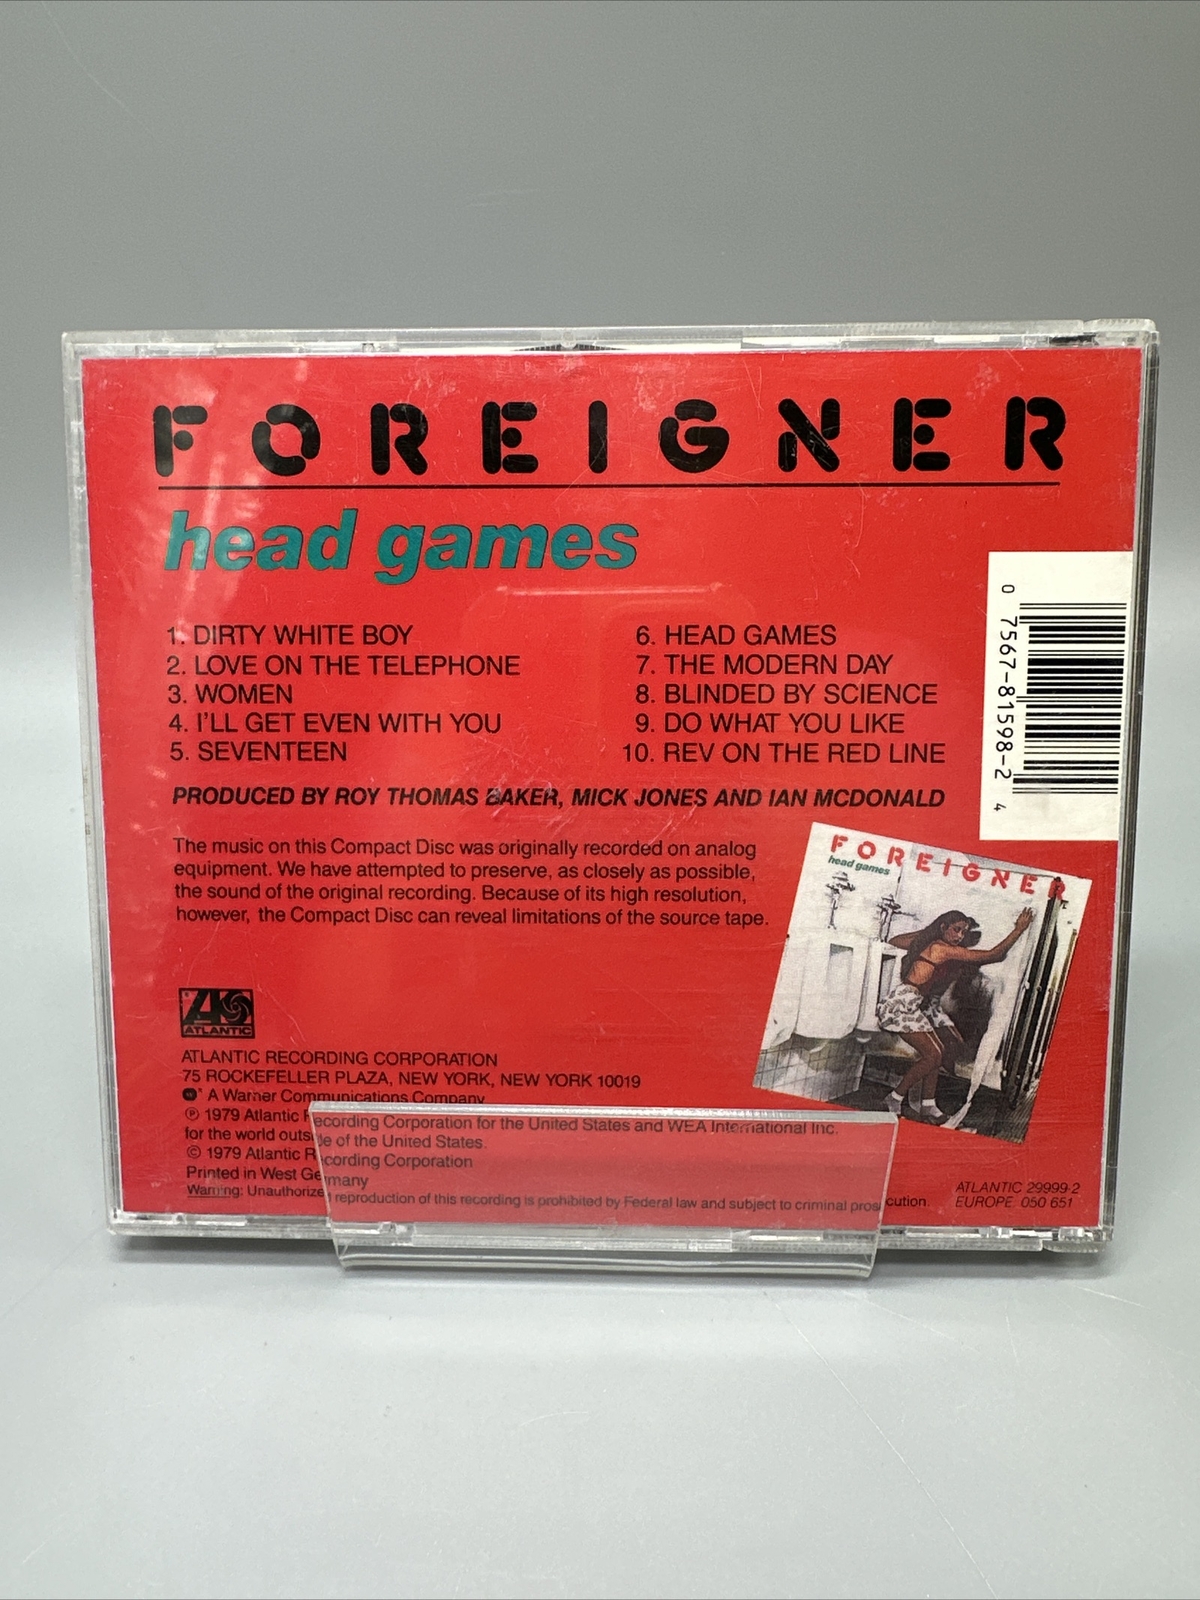 FOREIGNER
head games
1. DIRTY WHITE BOY
2. LOVE ON THE TELEPHONE
3. WOMEN
4. I'LL GET EVEN WITH YOU
5. SEVENTEEN
6. HEAD GAMES
7. THE MODERN DAY
8. BLINDED BY SCIENCE
9. DO WHAT YOU LIKE
10. REV ON THE RED LINE
PRODUCED BY ROY THOMAS BAKER, MICK JONES AND IAN MCDONALD
The music on this Compact Disc was originally recorded on analog
equipment. We have attempted to preserve, as closely as possible,
the sound of the original recording. Because of its high resolution,
however, the Compact Disc can reveal limitations of the source tape.
0 7567-81598-2 4
FOREIGNER
head games
ATLANTIC
ATLANTIC RECORDING CORPORATION
75 ROCKEFELLER PLAZA, NEW YORK, NEW YORK 10019
A Warner Communications Company
℗ 1979 Atlantic Recording Corporation for the United States and WEA International Inc.
for the world outside of the United States.
© 1979 Atlantic Recording Corporation
Printed in West Germany
Warning: Unauthorized reproduction of this recording is prohibited by Federal law and subject to criminal prosecution.
ATLANTIC 29999-2
EUROPE: 050 651